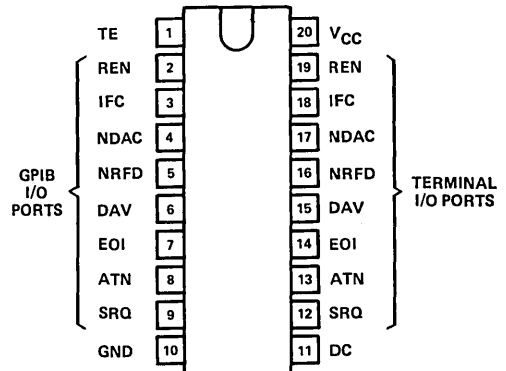 TE 1 20 VCC
REN 2 19 REN
IFC 3 18 IFC
NDAC 4 17 NDAC
NRFD 5 16 NRFD
DAV 6 15 DAV
EOI 7 14 EOI
ATN 8 13 ATN
SRQ 9 12 SRQ
GND 10 11 DC
GPIB
I/O
PORTS
TERMINAL
I/O PORTS